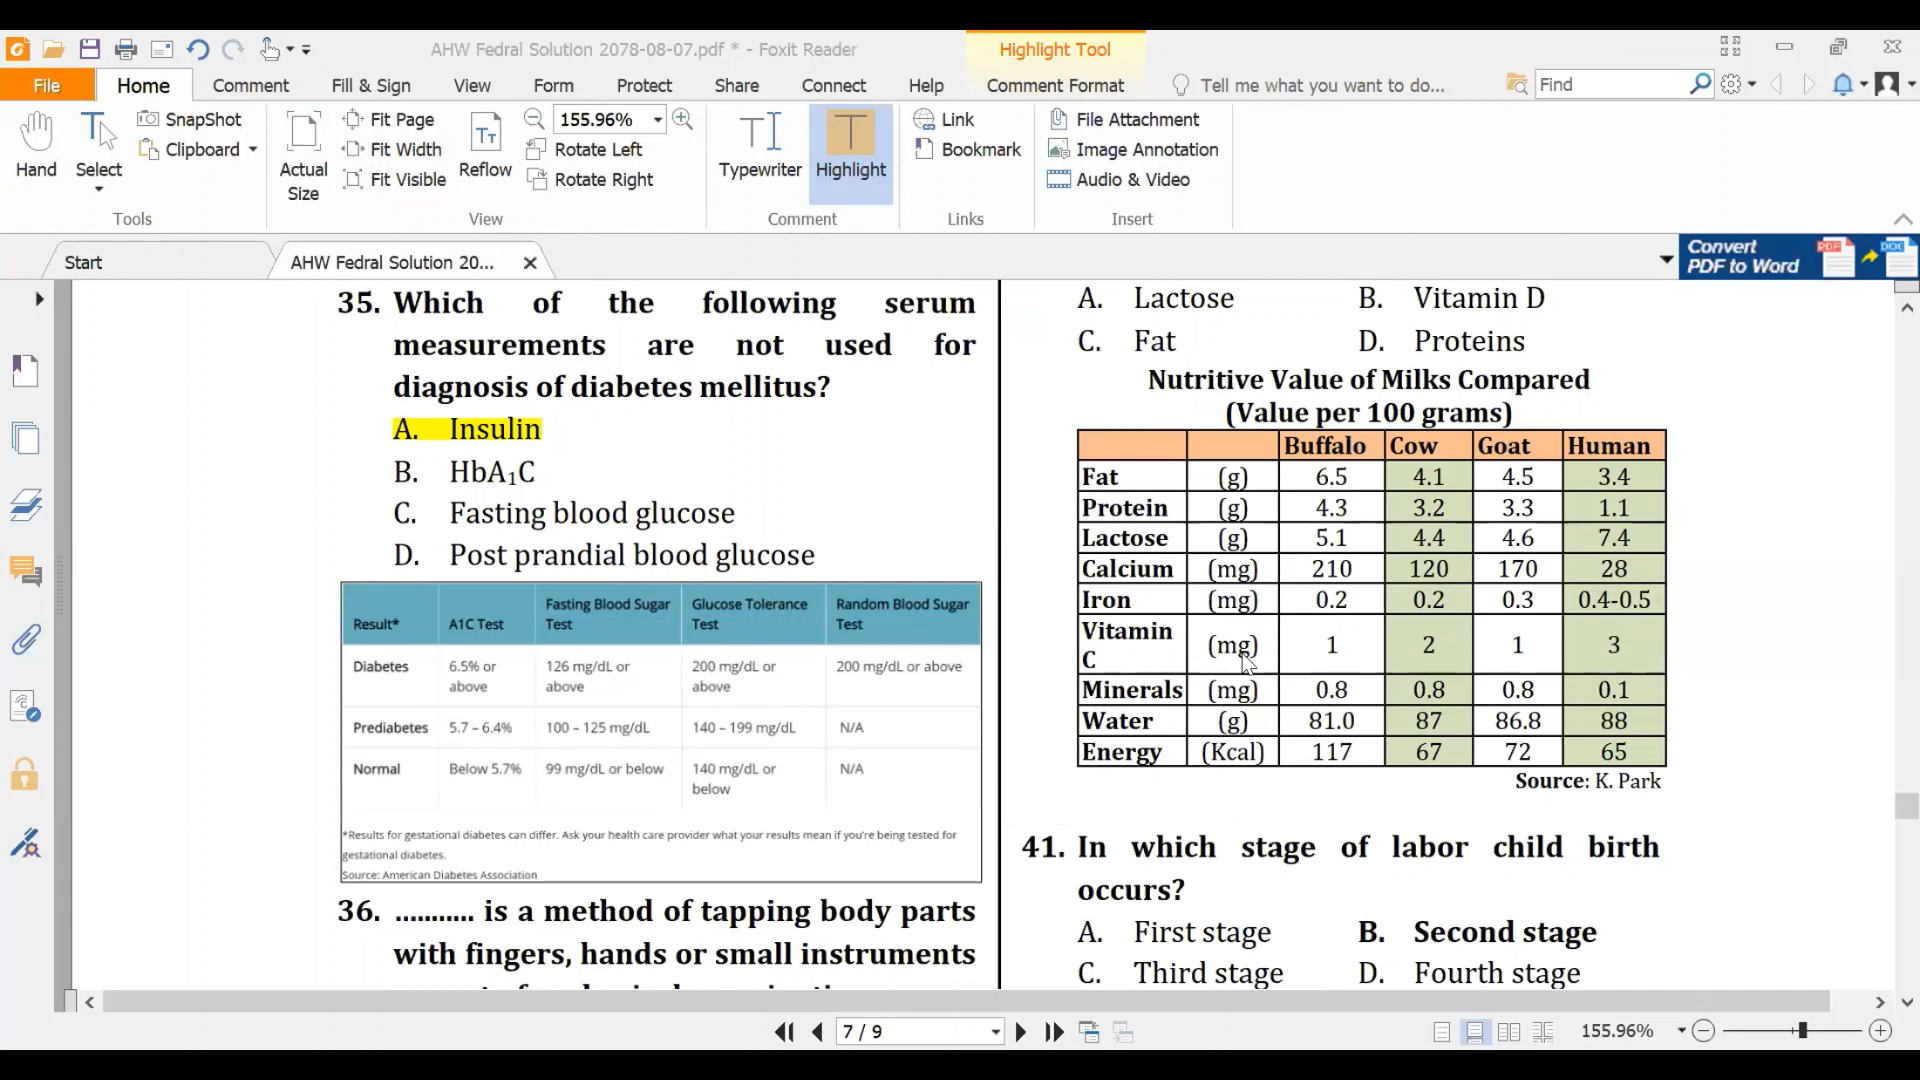 AHW Fedral Solution 2078-08-07.pdf * - Foxit Reader
Highlight Tool
File Home Comment Fill & Sign View Form Protect Share Connect Help Comment Format Tell me what you want to do... Find
Hand
Select
SnapShot
Clipboard
Tools
Actual Size
Fit Page
Fit Width
Fit Visible
Reflow
155.96%
Rotate Left
Rotate Right
View
Typewriter
Highlight
Comment
Link
Bookmark
Links
File Attachment
Image Annotation
Audio & Video
Insert
Start
AHW Fedral Solution 20...
Convert
PDF to Word
PDF
DOC
35. Which of the following serum
measurements are not used for
diagnosis of diabetes mellitus?
A. Insulin
B. HbA₁C
C. Fasting blood glucose
D. Post prandial blood glucose
Result* A1C Test Fasting Blood Sugar Test Glucose Tolerance Test Random Blood Sugar Test
Diabetes 6.5% or above 126 mg/dL or above 200 mg/dL or above 200 mg/dL or above
Prediabetes 5.7 – 6.4% 100 – 125 mg/dL 140 – 199 mg/dL N/A
Normal Below 5.7% 99 mg/dL or below 140 mg/dL or below N/A
*Results for gestational diabetes can differ. Ask your health care provider what your results mean if you're being tested for
gestational diabetes.
Source: American Diabetes Association
36. ........... is a method of tapping body parts
with fingers, hands or small instruments
A. Lactose B. Vitamin D
C. Fat D. Proteins
Nutritive Value of Milks Compared
(Value per 100 grams)
Buffalo Cow Goat Human
Fat (g) 6.5 4.1 4.5 3.4
Protein (g) 4.3 3.2 3.3 1.1
Lactose (g) 5.1 4.4 4.6 7.4
Calcium (mg) 210 120 170 28
Iron (mg) 0.2 0.2 0.3 0.4-0.5
Vitamin C (mg) 1 2 1 3
Minerals (mg) 0.8 0.8 0.8 0.1
Water (g) 81.0 87 86.8 88
Energy (Kcal) 117 67 72 65
Source: K. Park
41. In which stage of labor child birth
occurs?
A. First stage B. Second stage
C. Third stage D. Fourth stage
7 / 9
155.96%